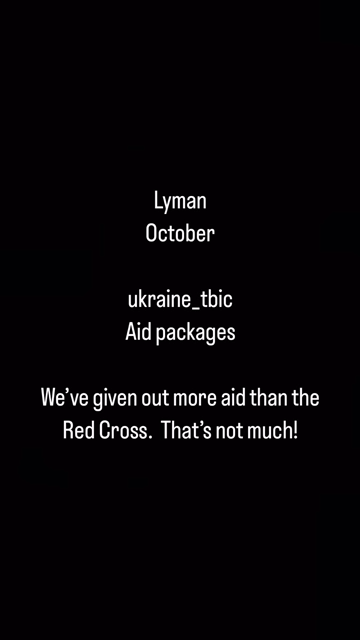 Lyman
October
ukraine_tbic
Aid packages
We've given out more aid than the
Red Cross.  That's not much!